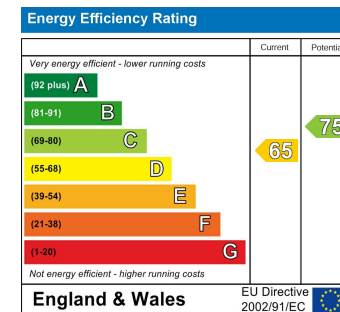 Energy Efficiency Rating
Current Potentia
Very energy efficient - lower running costs
(92 plus) A
(81-91) B
(69-80) C
75
(55-68) D
65
(39-54) E
(21-38) F
(1-20) G
Not energy efficient - higher running costs
England & Wales
EU Directive
2002/91/EC